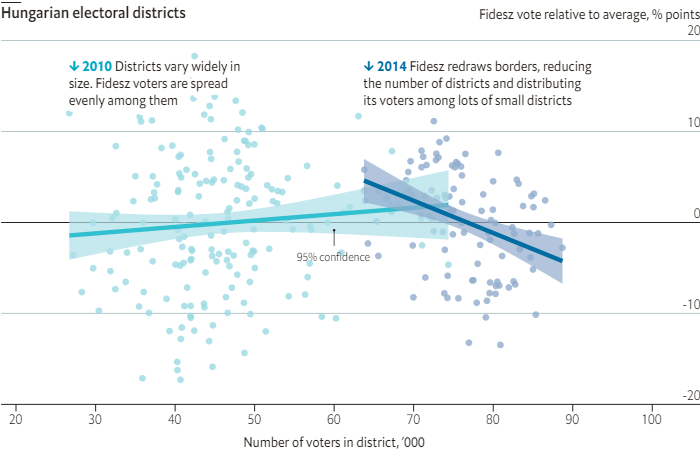 Hungarian electoral districts
Fidesz vote relative to average, % points
20
↓ 2010 Districts vary widely in
size. Fidesz voters are spread
evenly among them
↓ 2014 Fidesz redraws borders, reducing
the number of districts and distributing
its voters among lots of small districts
10
0
95% confidence
-10
-20
20 30 40 50 60 70 80 90 100
Number of voters in district, '000